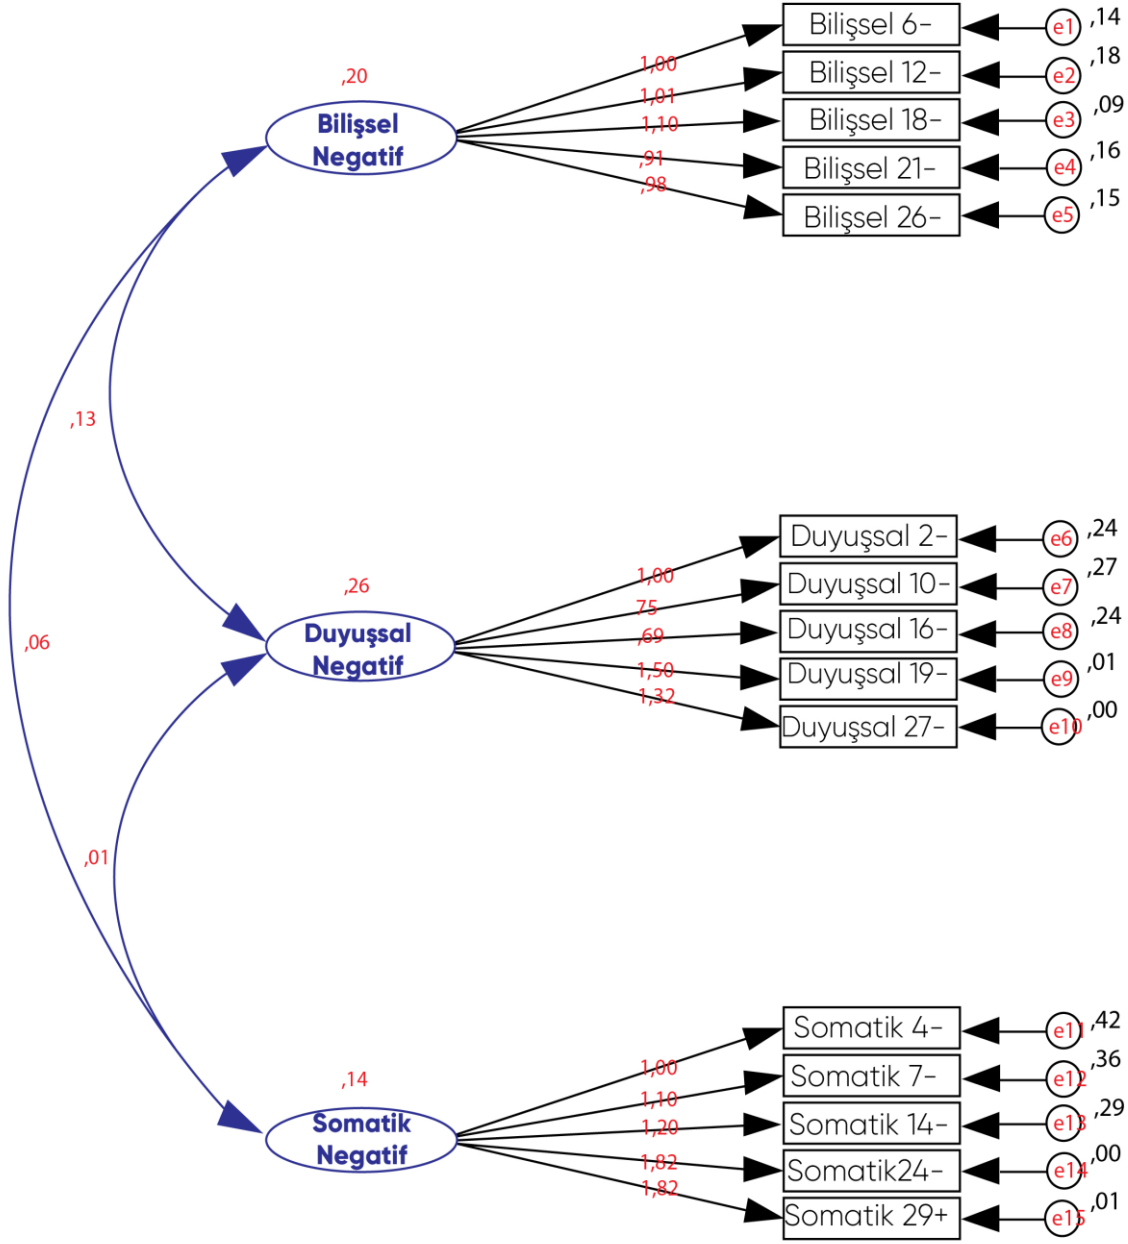 ,20
Bilişsel
Negatif
1,00
1,01
1,10
,91
,98
Bilişsel 6-
Bilişsel 12-
Bilişsel 18-
Bilişsel 21-
Bilişsel 26-
e1 ,14
e2 ,18
e3 ,09
e4 ,16
e5 ,15
,13
,06
,01
,26
Duyuşsal
Negatif
1,00
75
,69
1,50
1,32
Duyuşsal 2-
Duyuşsal 10-
Duyuşsal 16-
Duyuşsal 19-
Duyuşsal 27-
e6 ,24
e7 ,27
e8 ,24
e9 ,01
e10 ,00
,14
Somatik
Negatif
1,00
1,10
1,20
1,82
1,82
Somatik 4-
Somatik 7-
Somatik 14-
Somatik24-
Somatik 29+
e11 ,42
e12 ,36
e13 ,29
e14 ,00
e15 ,01